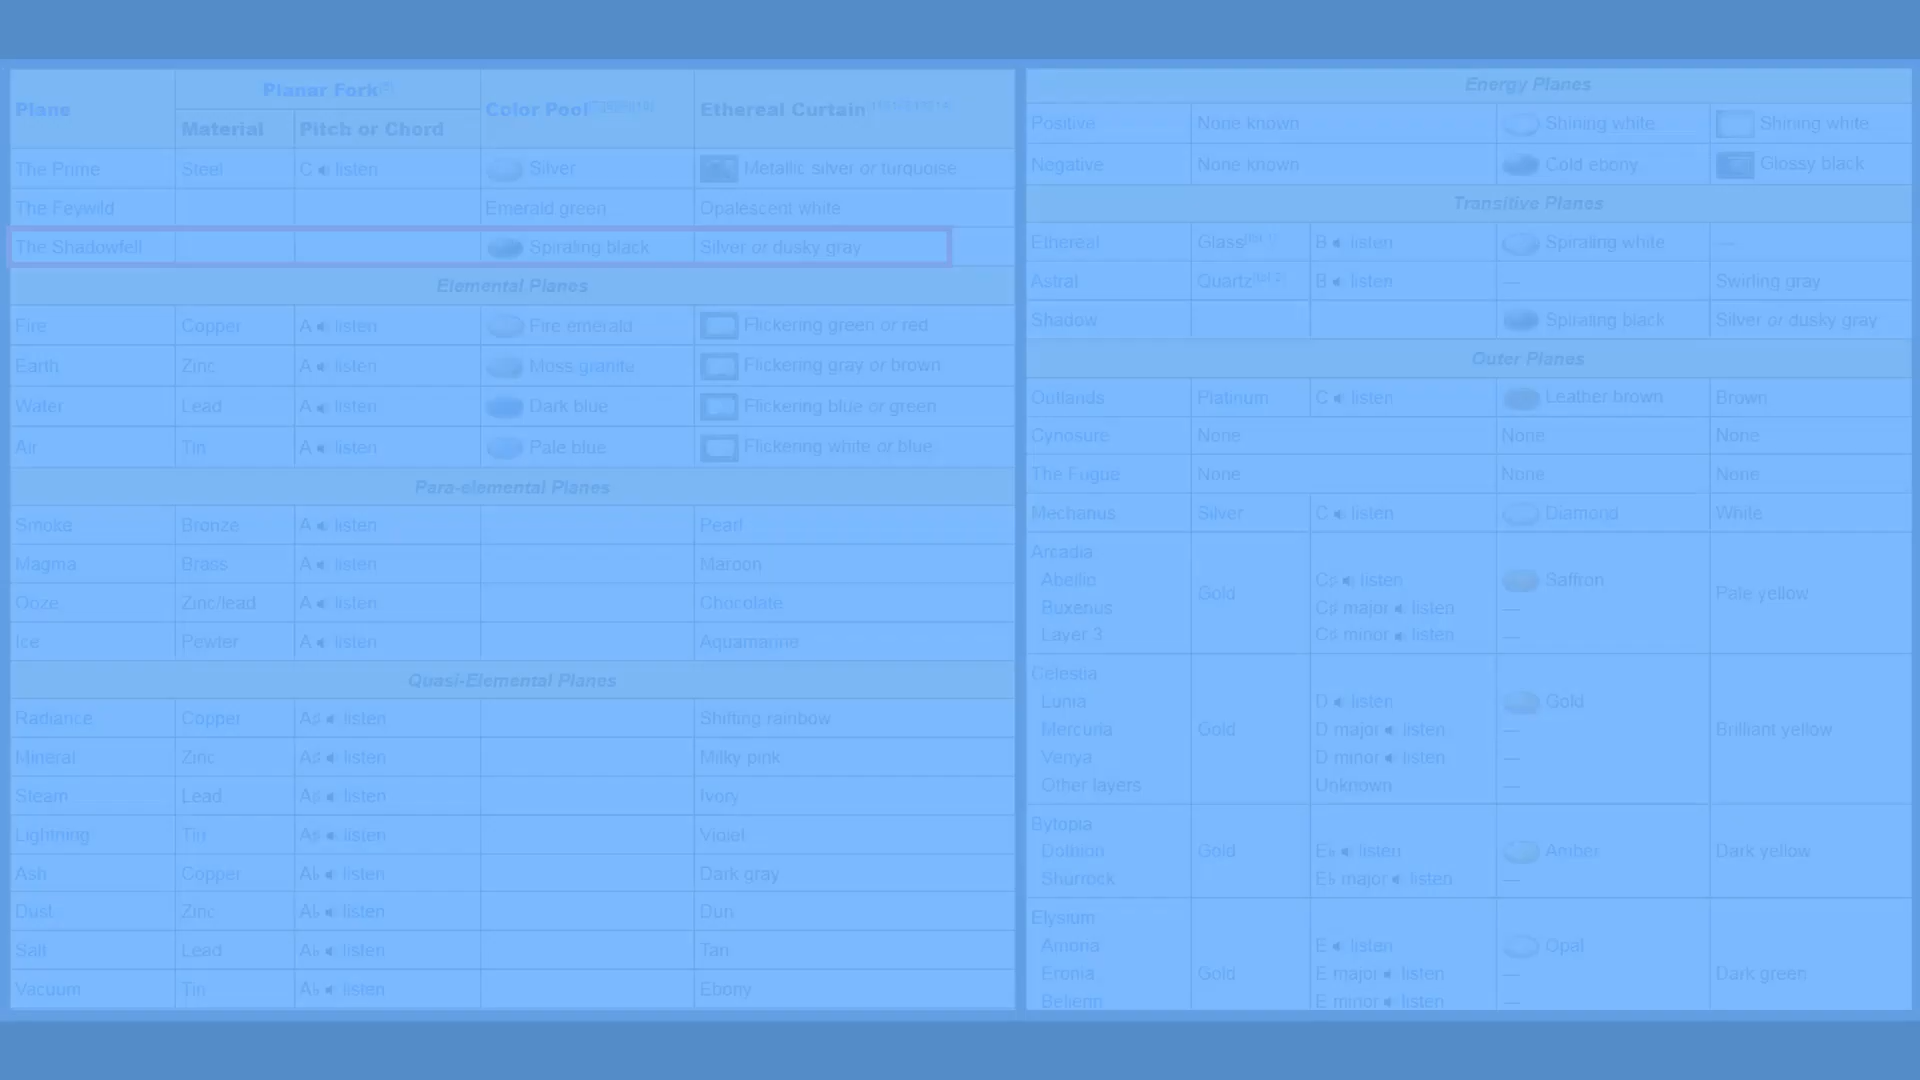 Plane Planar Fork Color Pool Ethereal Curtain
Material Pitch or Chord
The Prime Steel C listen Silver Metallic silver or turquoise
The Feywild Emerald green Opalescent white
The Shadowfell Spiraling black Silver or dusky gray
Elemental Planes
Fire Copper A listen Fire emerald Flickering green or red
Earth Zinc A listen Moss granite Flickering gray or brown
Water Lead A listen Dark blue Flickering blue or green
Air Tin A listen Pale blue Flickering white or blue
Para-elemental Planes
Smoke Bronze A listen Pearl
Magma Brass A listen Maroon
Ooze Zinc/lead A listen Chocolate
Ice Pewter A listen Aquamarine
Quasi-Elemental Planes
Radiance Copper A♯ listen Shifting rainbow
Mineral Zinc A♯ listen Milky pink
Steam Lead A♯ listen Ivory
Lightning Tin A♯ listen Violet
Ash Copper A♭ listen Dark gray
Dust Zinc A♭ listen Dun
Salt Lead A♭ listen Tan
Vacuum Tin A♭ listen Ebony
Energy Planes
Positive None known Shining white Shining white
Negative None known Cold ebony Glossy black
Transitive Planes
Ethereal Glass B listen Spiraling white —
Astral Quartz B listen — Swirling gray
Shadow Spiraling black Silver or dusky gray
Outer Planes
Outlands Platinum C listen Leather brown Brown
Cynosure None None None
The Fugue None None None
Mechanus Silver C listen Diamond White
Arcadia
Abellio C♯ listen Saffron
Gold Pale yellow
Buxenus C♯ major listen —
Layer 3 C♯ minor listen —
Celestia
Lunia D listen Gold
Mercuria Gold D major listen — Brilliant yellow
Venya D minor listen —
Other layers Unknown —
Bytopia
Dothion Gold E♭ listen Amber Dark yellow
Shurrock E♭ major listen —
Elysium
Amoria E listen Opal
Eronia Gold E major listen — Dark green
Belierin E minor listen —